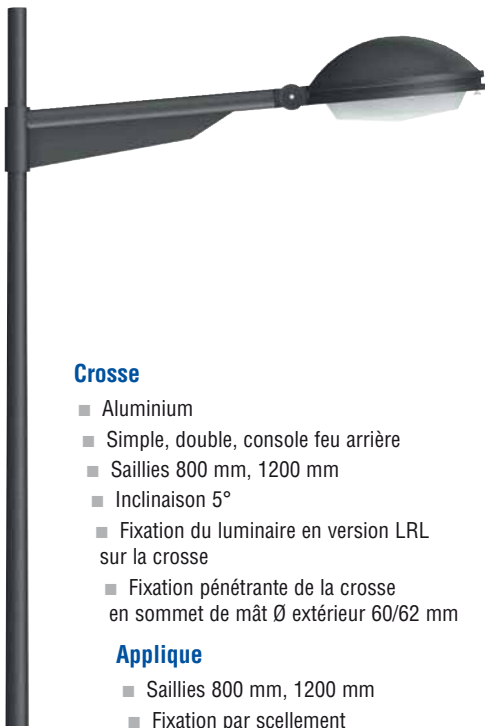 Crosse
■ Aluminium
■ Simple, double, console feu arrière
■ Saillies 800 mm, 1200 mm
■ Inclinaison 5°
■ Fixation du luminaire en version LRL
sur la crosse
■ Fixation pénétrante de la crosse
en sommet de mât Ø extérieur 60/62 mm
Applique
■ Saillies 800 mm, 1200 mm
■ Fixation par scellement